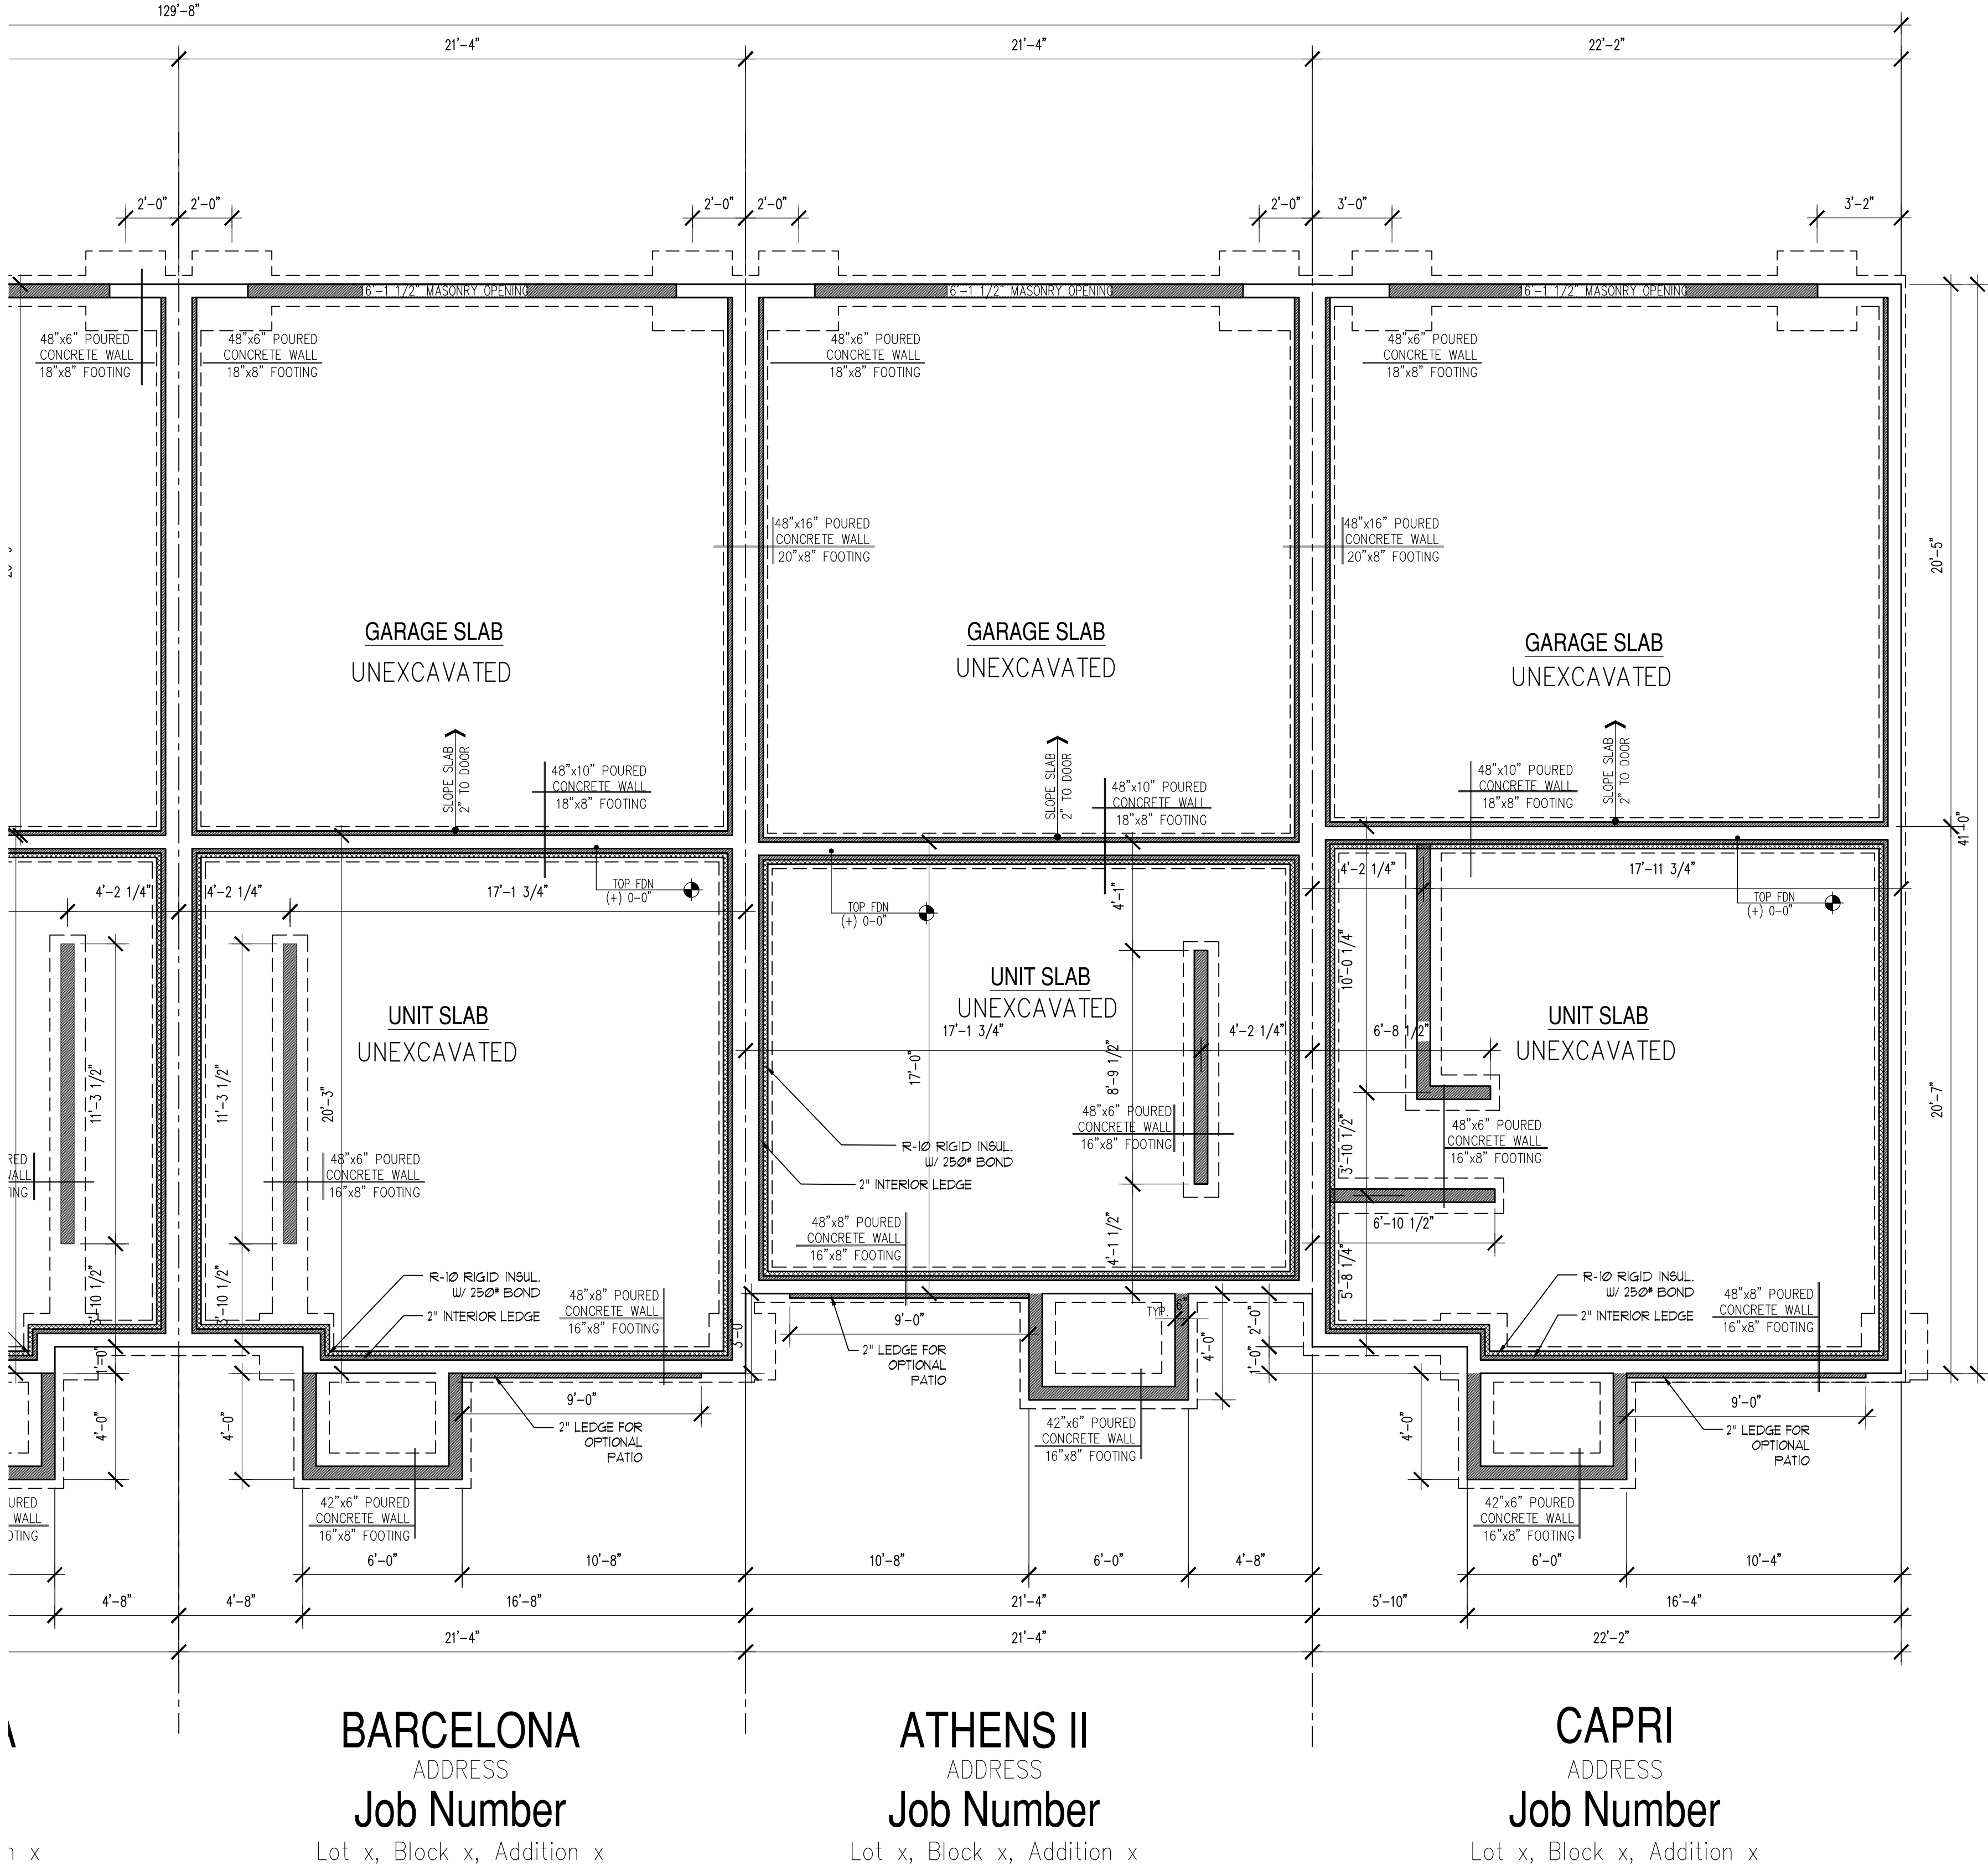 129'-8"
21'-4"
21'-4"
22'-2"
2'-0"
2'-0"
2'-0"
2'-0"
2'-0"
3'-0"
3'-2"
16'-1 1/2" MASONRY OPENING
16'-1 1/2" MASONRY OPENING
16'-1 1/2" MASONRY OPENING
48"x6" POURED
CONCRETE WALL
18"x8" FOOTING
48"x6" POURED
CONCRETE WALL
18"x8" FOOTING
48"x6" POURED
CONCRETE WALL
18"x8" FOOTING
48"x6" POURED
CONCRETE WALL
18"x8" FOOTING
48"x16" POURED
CONCRETE WALL
20"x8" FOOTING
48"x16" POURED
CONCRETE WALL
20"x8" FOOTING
20'-5"
41'-0"
20'-7"
GARAGE SLAB
UNEXCAVATED
GARAGE SLAB
UNEXCAVATED
GARAGE SLAB
UNEXCAVATED
SLOPE SLAB
2" TO DOOR
SLOPE SLAB
2" TO DOOR
SLOPE SLAB
2" TO DOOR
48"x10" POURED
CONCRETE WALL
18"x8" FOOTING
48"x10" POURED
CONCRETE WALL
18"x8" FOOTING
48"x10" POURED
CONCRETE WALL
18"x8" FOOTING
4'-2 1/4"
4'-2 1/4"
17'-1 3/4"
TOP FDN
(+) 0-0"
TOP FDN
(+) 0-0"
4'-1"
4'-2 1/4"
17'-11 3/4"
TOP FDN
(+) 0-0"
UNIT SLAB
UNEXCAVATED
UNIT SLAB
UNEXCAVATED
UNIT SLAB
UNEXCAVATED
11'-3 1/2"
11'-3 1/2"
20'-3"
17'-1 3/4"
4'-2 1/4"
17'-0"
8'-9 1/2"
10'-0 1/4"
6'-8 1/2"
3'-10 1/2"
6'-10 1/2"
5'-8 1/4"
RED
WALL
ING
48"x6" POURED
CONCRETE WALL
16"x8" FOOTING
48"x6" POURED
CONCRETE WALL
16"x8" FOOTING
48"x6" POURED
CONCRETE WALL
16"x8" FOOTING
R-10 RIGID INSUL.
W/ 250# BOND
2" INTERIOR LEDGE
48"x8" POURED
CONCRETE WALL
16"x8" FOOTING
4'-1 1/2"
3'-10 1/2"
3'-10 1/2"
R-10 RIGID INSUL.
W/ 250# BOND
2" INTERIOR LEDGE
48"x8" POURED
CONCRETE WALL
16"x8" FOOTING
R-10 RIGID INSUL.
W/ 250# BOND
2" INTERIOR LEDGE
48"x8" POURED
CONCRETE WALL
16"x8" FOOTING
1'-0"
1'-0"
3'-0"
9'-0"
TYP. 6"
4'-0"
2'-0"
1'-0"
2" LEDGE FOR
OPTIONAL
PATIO
4'-0"
4'-0"
9'-0"
2" LEDGE FOR
OPTIONAL
PATIO
42"x6" POURED
CONCRETE WALL
16"x8" FOOTING
4'-0"
9'-0"
2" LEDGE FOR
OPTIONAL
PATIO
URED
WALL
OTING
42"x6" POURED
CONCRETE WALL
16"x8" FOOTING
42"x6" POURED
CONCRETE WALL
16"x8" FOOTING
6'-0"
10'-8"
10'-8"
6'-0"
4'-8"
6'-0"
10'-4"
4'-8"
4'-8"
16'-8"
21'-4"
5'-10"
16'-4"
21'-4"
21'-4"
22'-2"
BARCELONA
ADDRESS
Job Number
Lot x, Block x, Addition x
ATHENS II
ADDRESS
Job Number
Lot x, Block x, Addition x
CAPRI
ADDRESS
Job Number
Lot x, Block x, Addition x
n x